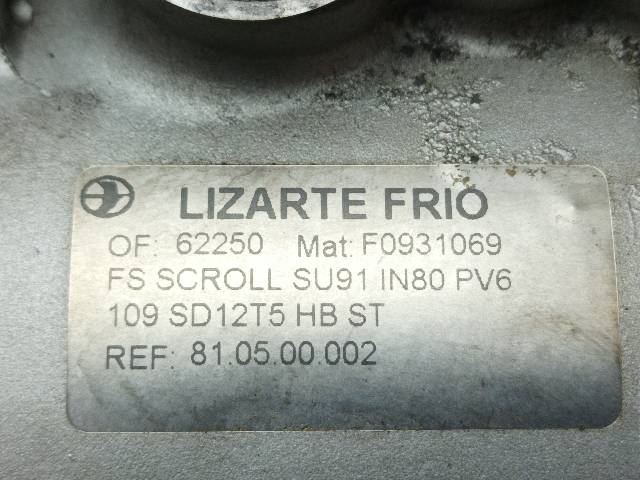 LIZARTE FRIO
OF: 62250 Mat: F0931069
FS SCROLL SU91 IN80 PV6
109 SD12T5 HB ST
REF: 81.05.00.002